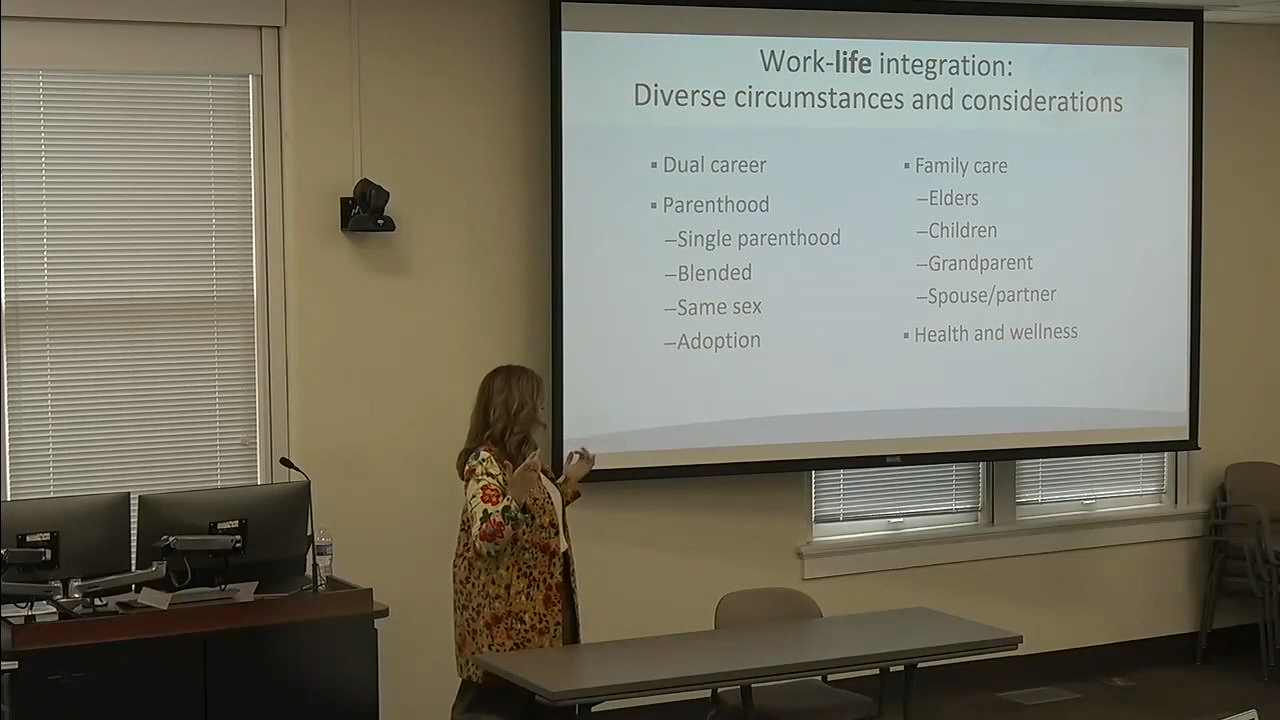 Work-life integration:
Diverse circumstances and considerations
▪ Dual career
▪ Parenthood
–Single parenthood
–Blended
–Same sex
–Adoption
▪ Family care
–Elders
–Children
–Grandparent
–Spouse/partner
▪ Health and wellness